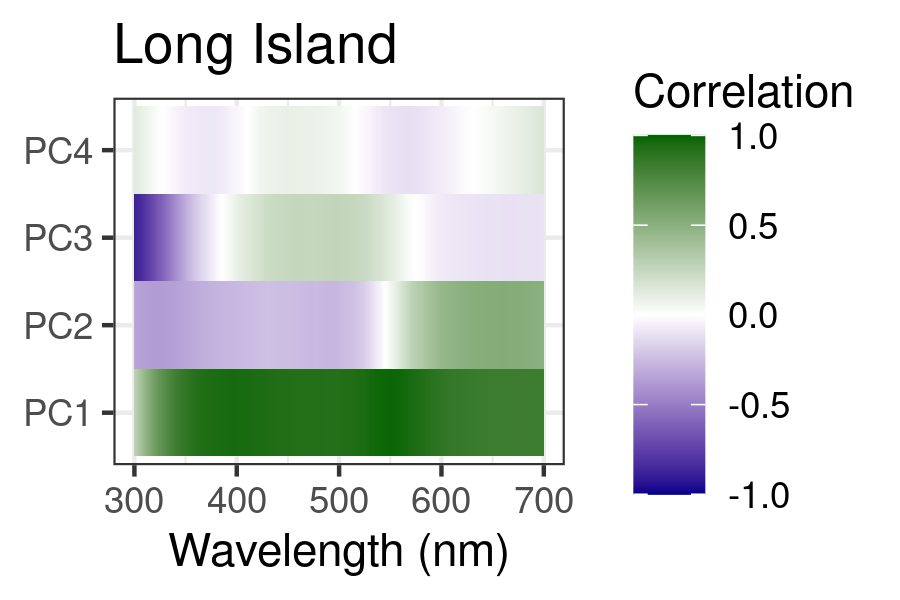 Long Island
PC4
PC3
PC2
PC1
300 400 500 600 700
Wavelength (nm)
Correlation
1.0
0.5
0.0
-0.5
-1.0